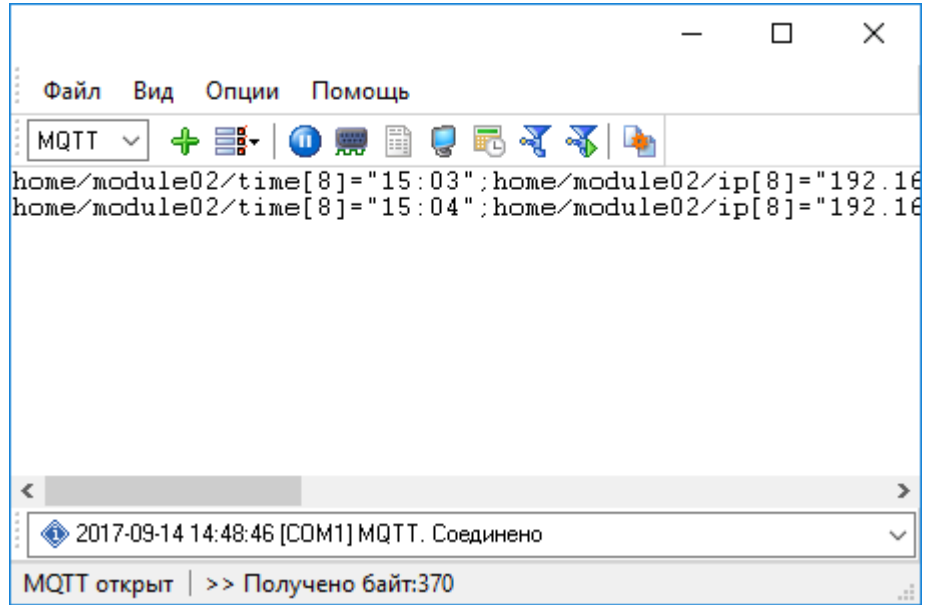 Файл Вид Опции Помощь
MQTT
home/module02/time[8]="15:03";home/module02/ip[8]="192.16
home/module02/time[8]="15:04";home/module02/ip[8]="192.16
2017-09-14 14:48:46 [COM1] MQTT. Соединено
MQTT открыт | >> Получено байт:370